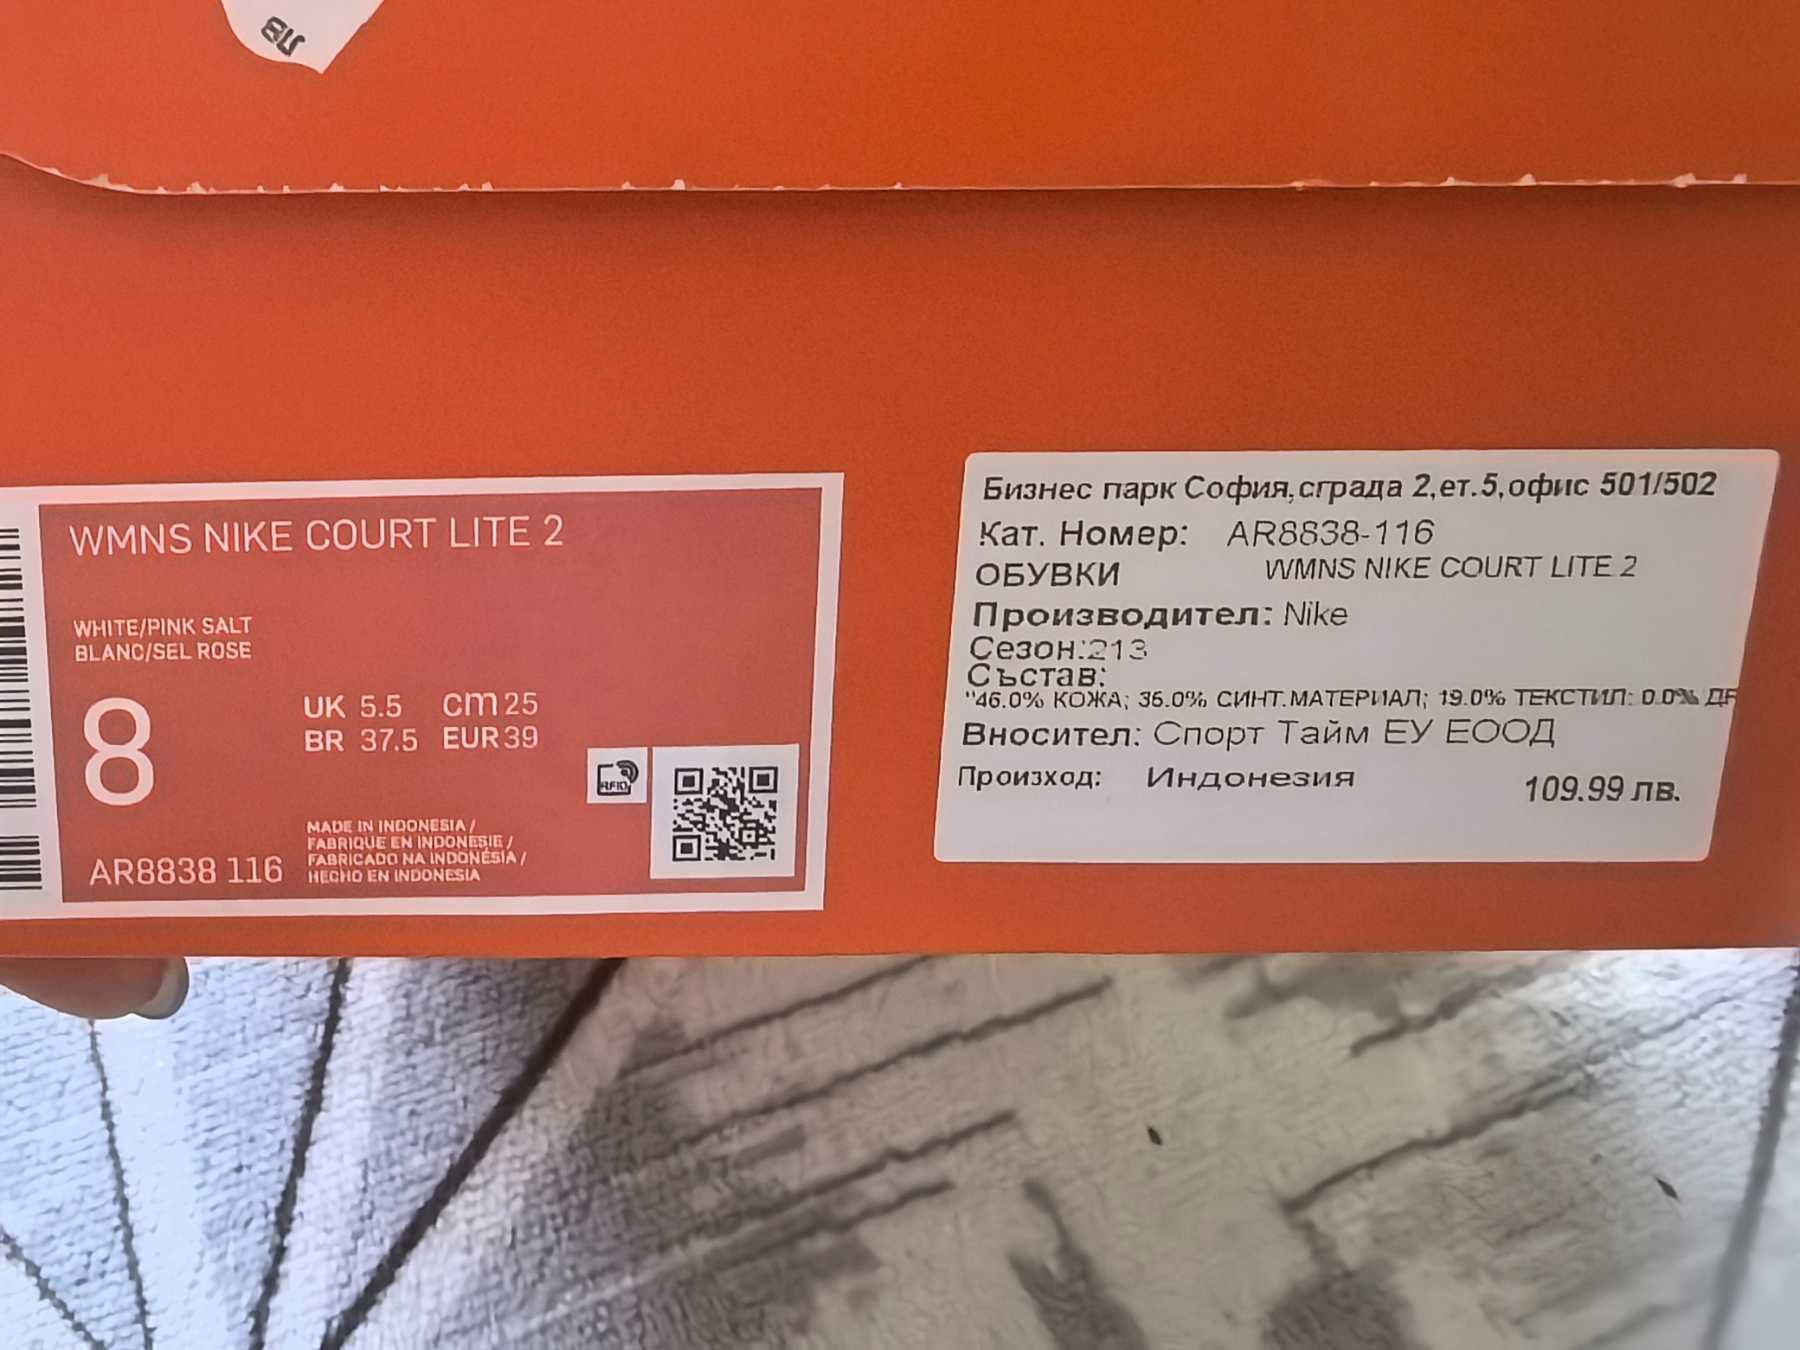 лв
WMNS NIKE COURT LITE 2
WHITE/PINK SALT
BLANC/SEL ROSE
8
UK 5.5 cm 25
BR 37.5 EUR 39
RFID
MADE IN INDONESIA /
FABRIQUE EN INDONESIE /
FABRICADO NA INDONÉSIA /
HECHO EN INDONESIA
AR8838 116
Бизнес парк София,сграда 2,ет.5,офис 501/502
Кат. Номер: AR8838-116
ОБУВКИ WMNS NIKE COURT LITE 2
Производител: Nike
Сезон:213
Състав:
"46.0% КОЖА; 35.0% СИНТ.МАТЕРИАЛ; 19.0% ТЕКСТИЛ; 0.0% ДР
Вносител: Спорт Тайм ЕУ ЕООД
Произход: Индонезия
109.99 лв.